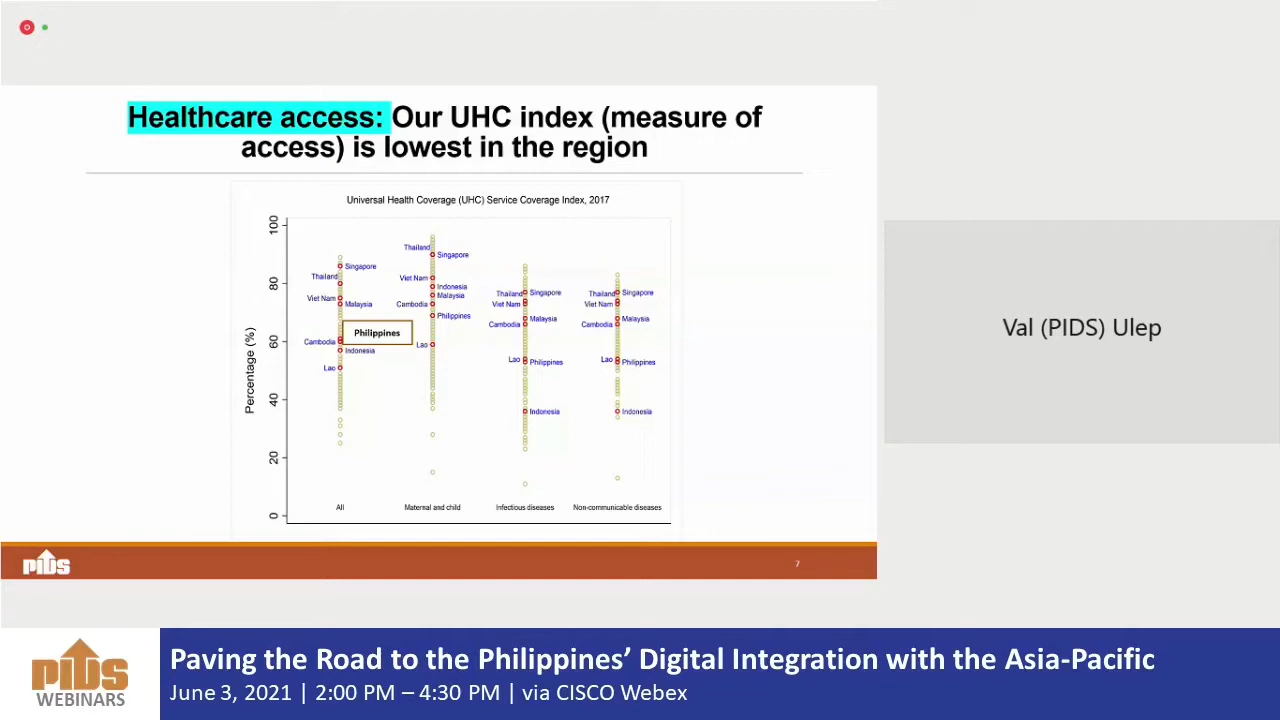 Healthcare access: Our UHC index (measure of
access) is lowest in the region
Universal Health Coverage (UHC) Service Coverage Index, 2017
Percentage (%)
100
80
60
40
20
0
Singapore
Thailand
Viet Nam
Malaysia
Philippines
Cambodia
Indonesia
Lao
All
Thailand
Singapore
Viet Nam
Indonesia
Malaysia
Cambodia
Philippines
Lao
Maternal and child
Thailand
Singapore
Viet Nam
Malaysia
Cambodia
Lao
Philippines
Indonesia
Infectious diseases
Thailand
Singapore
Viet Nam
Malaysia
Cambodia
Lao
Philippines
Indonesia
Non-communicable diseases
PIDS
7
Val (PIDS) Ulep
PIDS
WEBINARS
Paving the Road to the Philippines’ Digital Integration with the Asia-Pacific
June 3, 2021 | 2:00 PM – 4:30 PM | via CISCO Webex